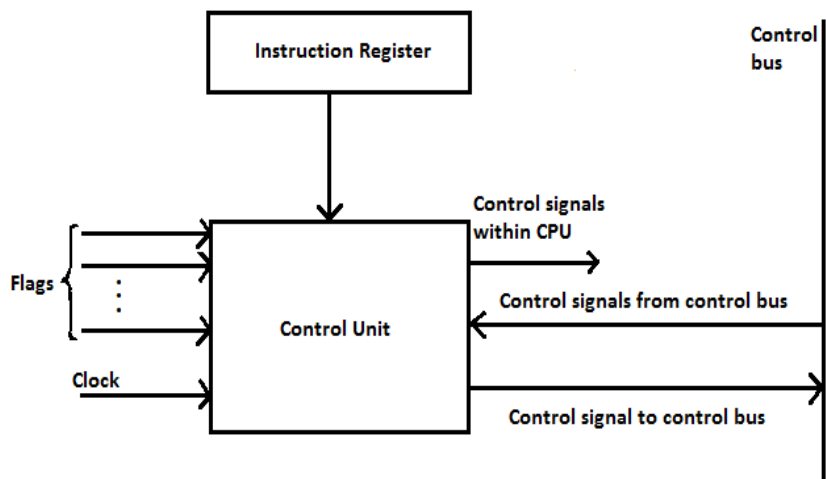 Instruction Register
Control
bus
Control signals
within CPU
Flags
Control signals from control bus
Control Unit
Clock
Control signal to control bus